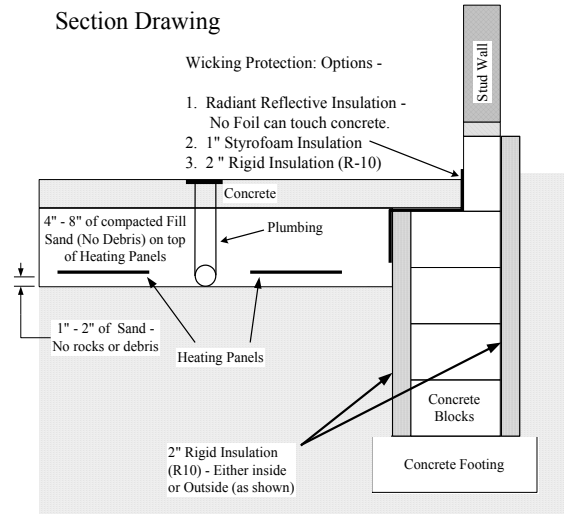 Section Drawing
Wicking Protection: Options -
1. Radiant Reflective Insulation -
No Foil can touch concrete.
2. 1" Styrofoam Insulation
3. 2 " Rigid Insulation (R-10)
Stud Wall
Concrete
4" - 8" of compacted Fill
Sand (No Debris) on top
of Heating Panels
Plumbing
1" - 2" of Sand -
No rocks or debris
Heating Panels
Concrete
Blocks
2" Rigid Insulation
(R10) - Either inside
or Outside (as shown)
Concrete Footing